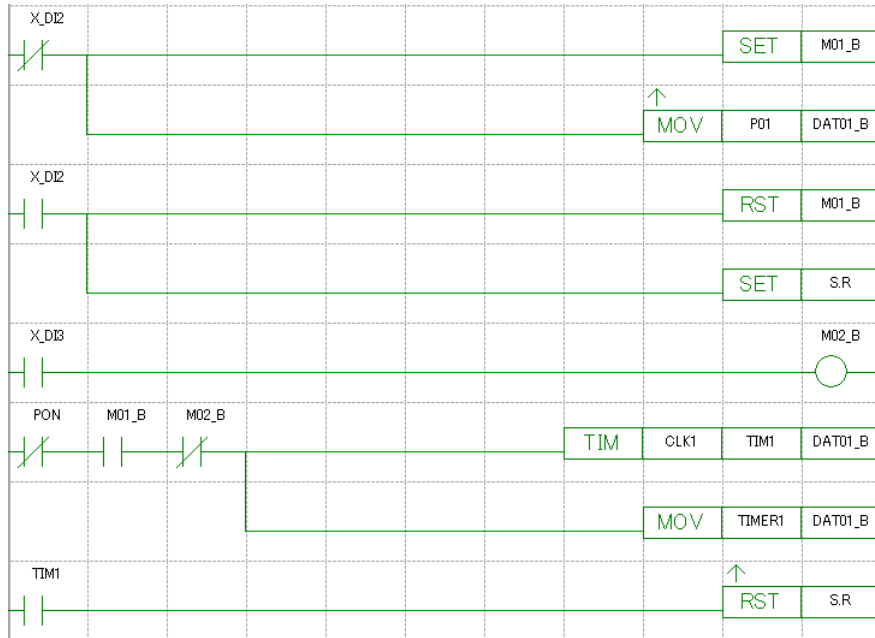 X_DI2
SET M01_B
MOV P01 DAT01_B
X_DI2
RST M01_B
SET S.R
X_DI3 M02_B
PON M01_B M02_B
TIM CLK1 TIM1 DAT01_B
MOV TIMER1 DAT01_B
TIM1
RST S.R